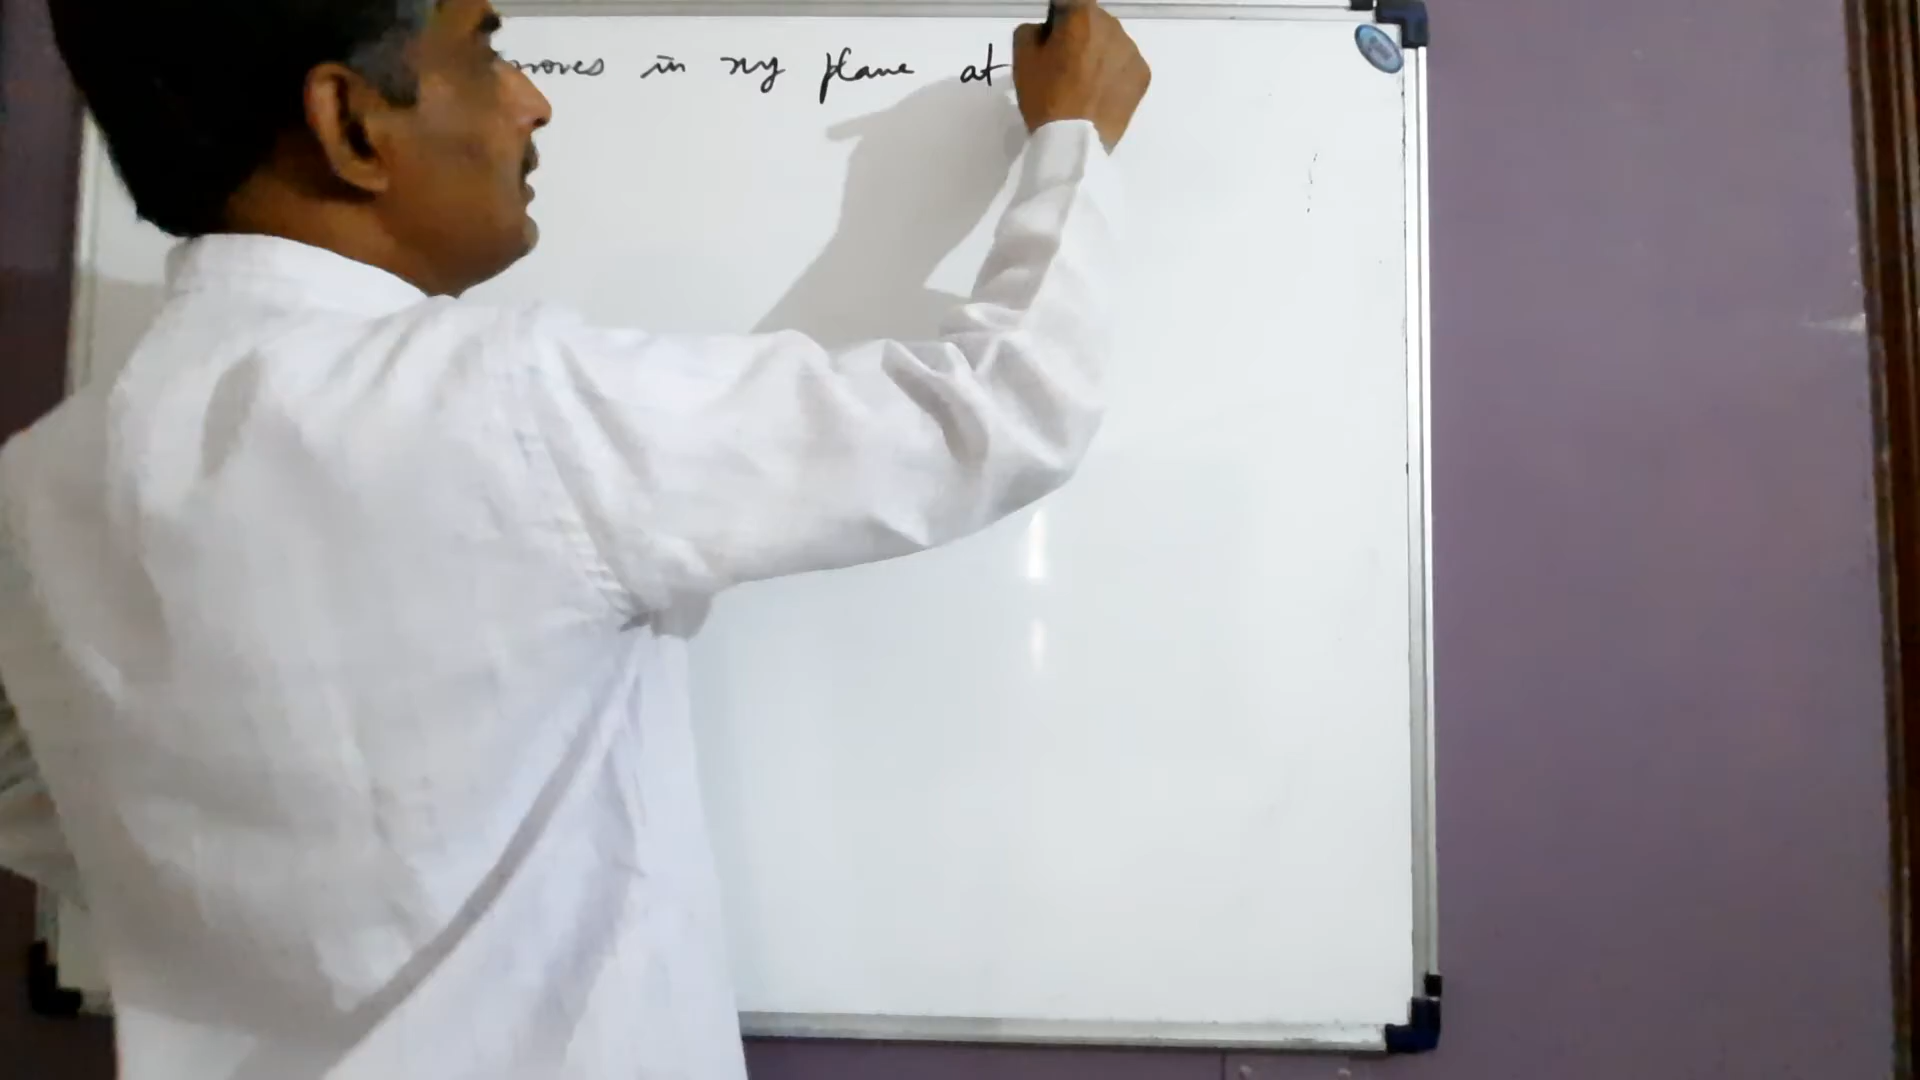 moves in xy plane at